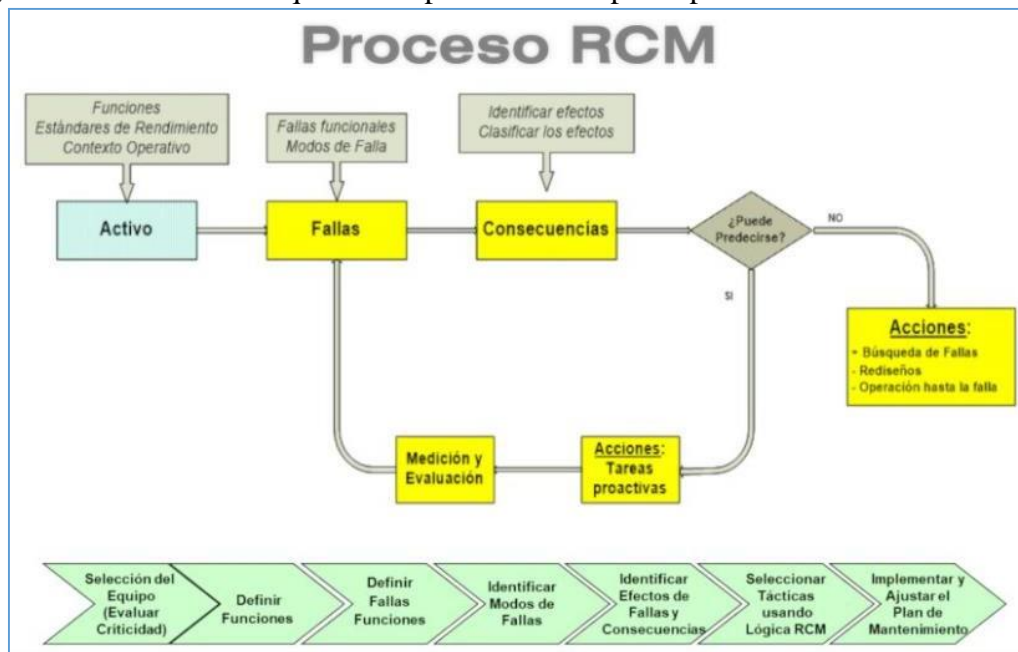 Proceso RCM
Funciones
Estándares de Rendimiento
Contexto Operativo
Fallas funcionales
Modos de Falla
Identificar efectos
Clasificar los efectos
Activo
Fallas
Consecuencías
¿Puede
Predecirse?
NO
SI
Acciones:
+ Búsqueda de Fallas
- Rediseños
- Operación hasta la falla
Medición y
Evaluación
Acciones:
Tareas
proactivas
Selección del
Equipo
(Evaluar
Criticidad)
Definir
Funciones
Definir
Fallas
Funciones
Identificar
Modos de
Fallas
Identificar
Efectos de
Fallas y
Consecuencias
Seleccionar
Tácticas
usando
Lógica RCM
Implementar y
Ajustar el
Plan de
Mantenimiento